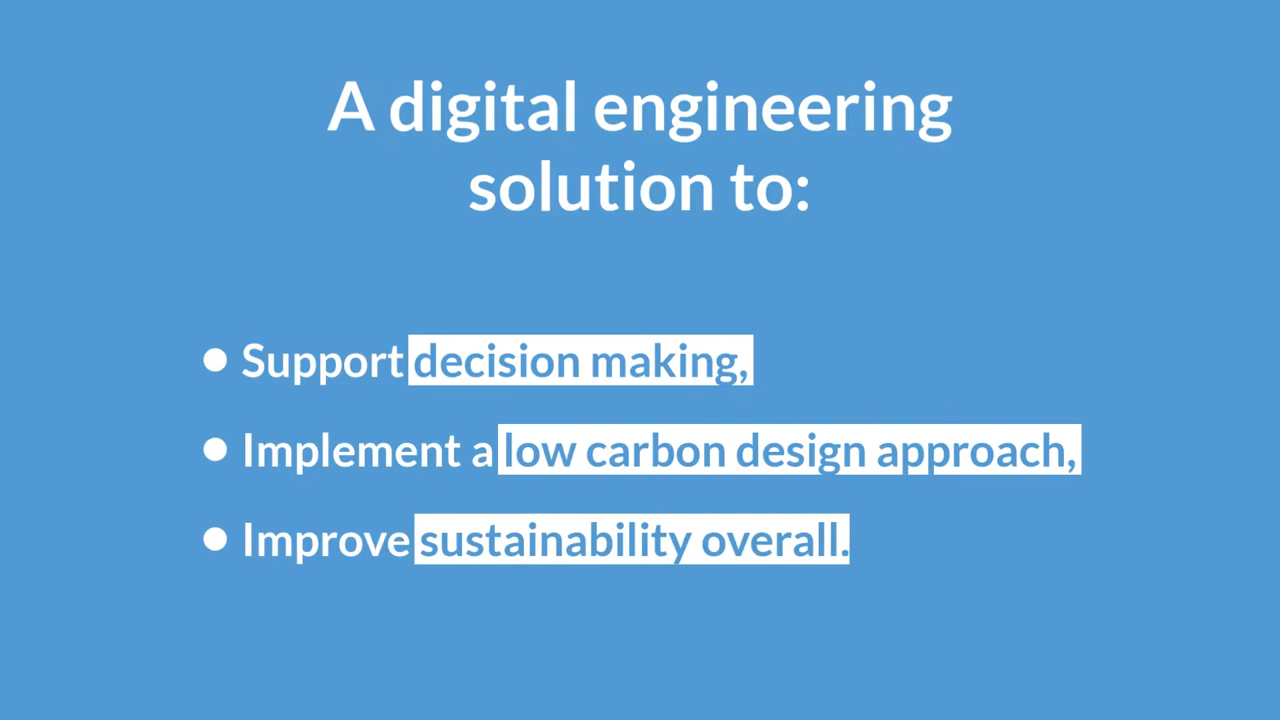 A digital engineering
solution to:
• Support decision making,
• Implement a low carbon design approach,
• Improve sustainability overall.